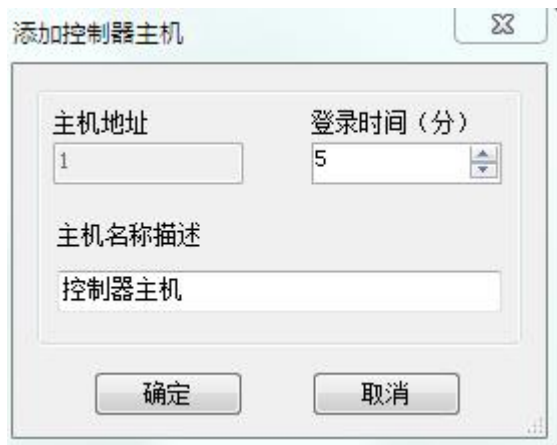 添加控制器主机
主机地址 登录时间（分）
1 5
主机名称描述
控制器主机
确定 取消